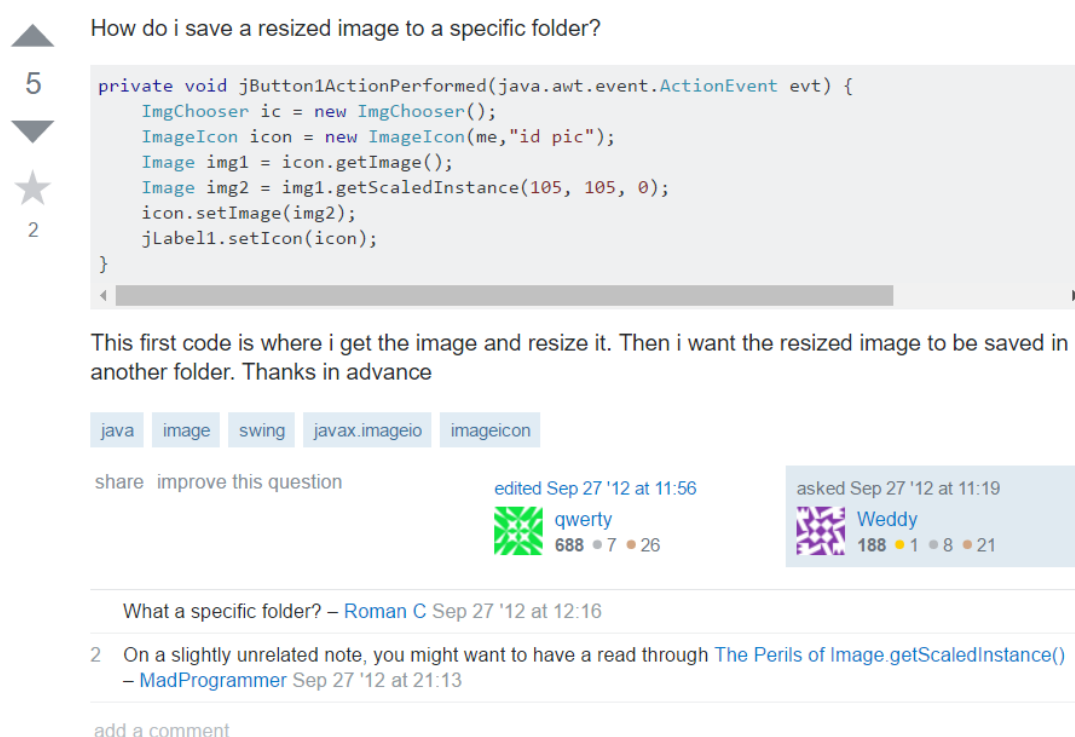 How do i save a resized image to a specific folder?
5
private void jButton1ActionPerformed(java.awt.event.ActionEvent evt) {
    ImgChooser ic = new ImgChooser();
    ImageIcon icon = new ImageIcon(me,"id pic");
    Image img1 = icon.getImage();
    Image img2 = img1.getScaledInstance(105, 105, 0);
    icon.setImage(img2);
    jLabel1.setIcon(icon);
}
2
This first code is where i get the image and resize it. Then i want the resized image to be saved in
another folder. Thanks in advance
java image swing javax.imageio imageicon
share improve this question
edited Sep 27 '12 at 11:56
qwerty
688 7 26
asked Sep 27 '12 at 11:19
Weddy
188 1 8 21
What a specific folder? – Roman C Sep 27 '12 at 12:16
2 On a slightly unrelated note, you might want to have a read through The Perils of Image.getScaledInstance()
– MadProgrammer Sep 27 '12 at 21:13
add a comment